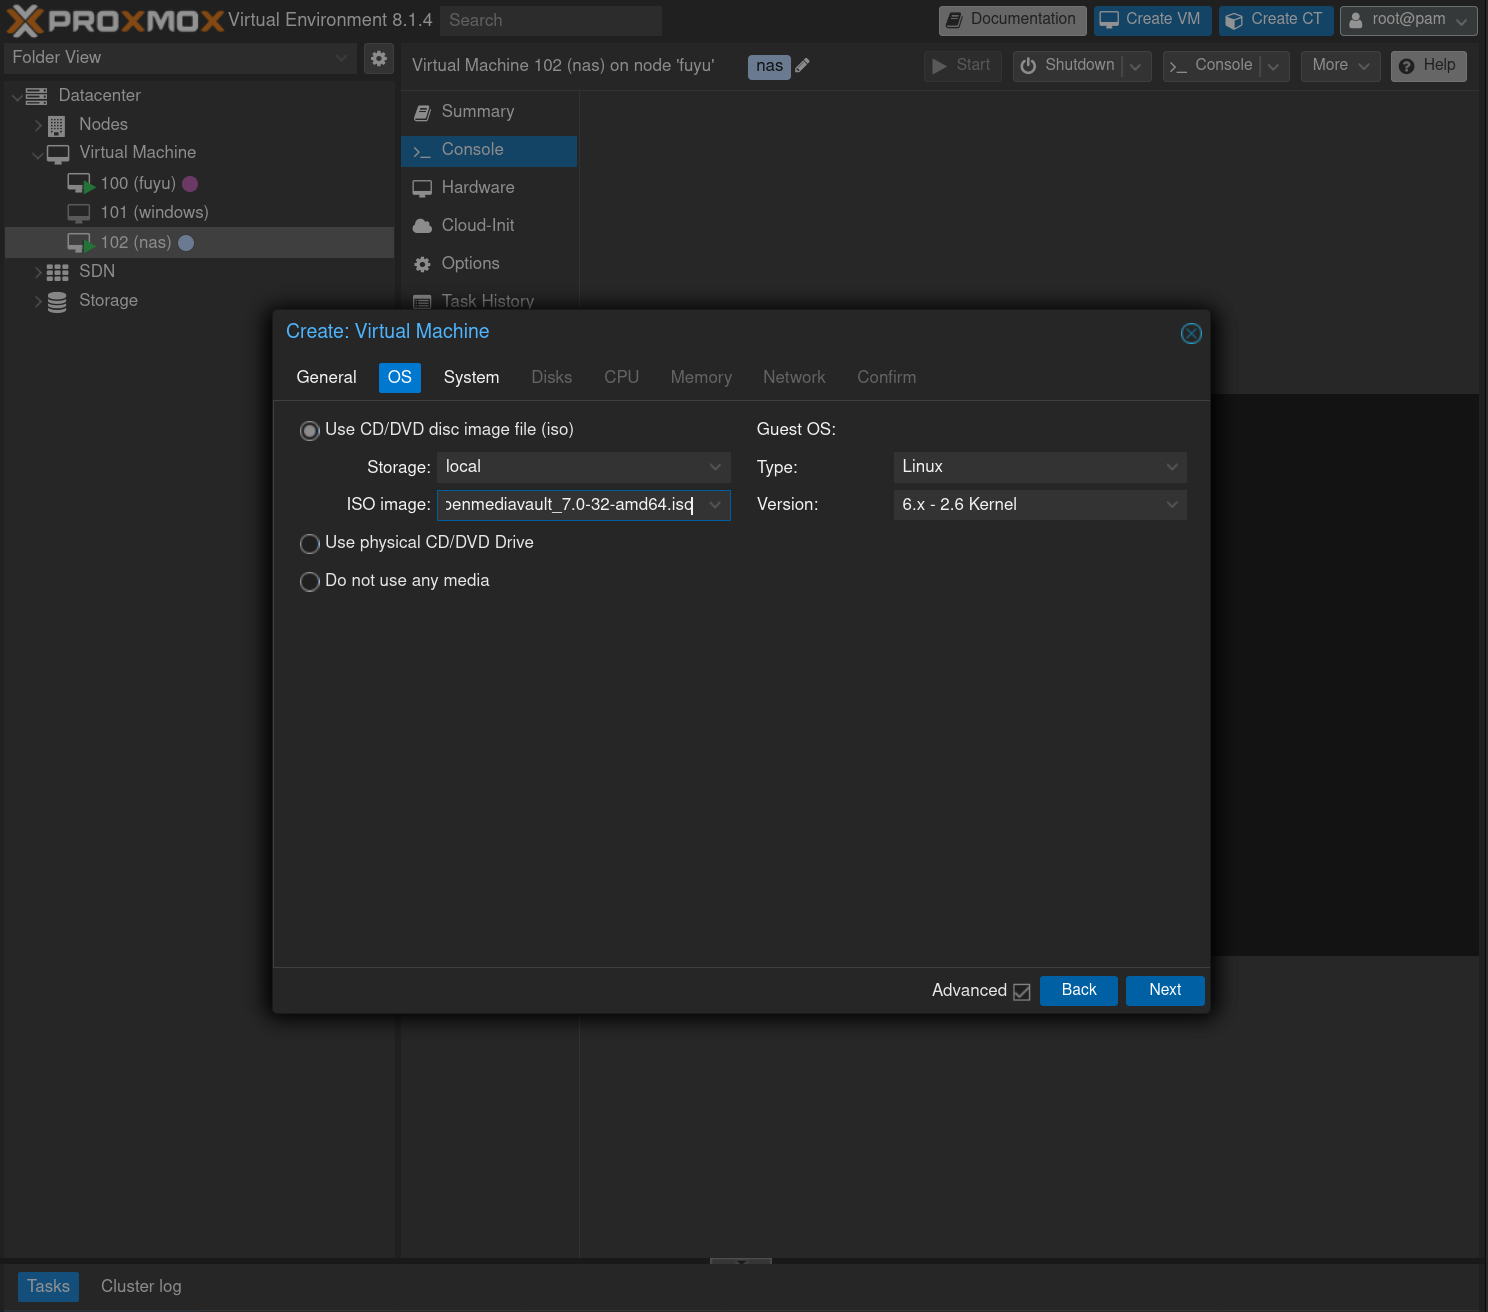 PROXMOX Virtual Environment 8.1.4 Search Documentation Create VM Create CT root@pam
Folder View
Virtual Machine 102 (nas) on node 'fuyu' nas Start Shutdown Console More Help
Datacenter
Nodes
Virtual Machine
100 (fuyu)
101 (windows)
102 (nas)
SDN
Storage
Summary
Console
Hardware
Cloud-Init
Options
Task History
Create: Virtual Machine
General OS System Disks CPU Memory Network Confirm
Use CD/DVD disc image file (iso)
Storage: local
ISO image: penmediavault_7.0-32-amd64.iso
Use physical CD/DVD Drive
Do not use any media
Guest OS:
Type: Linux
Version: 6.x - 2.6 Kernel
Advanced Back Next
Tasks Cluster log